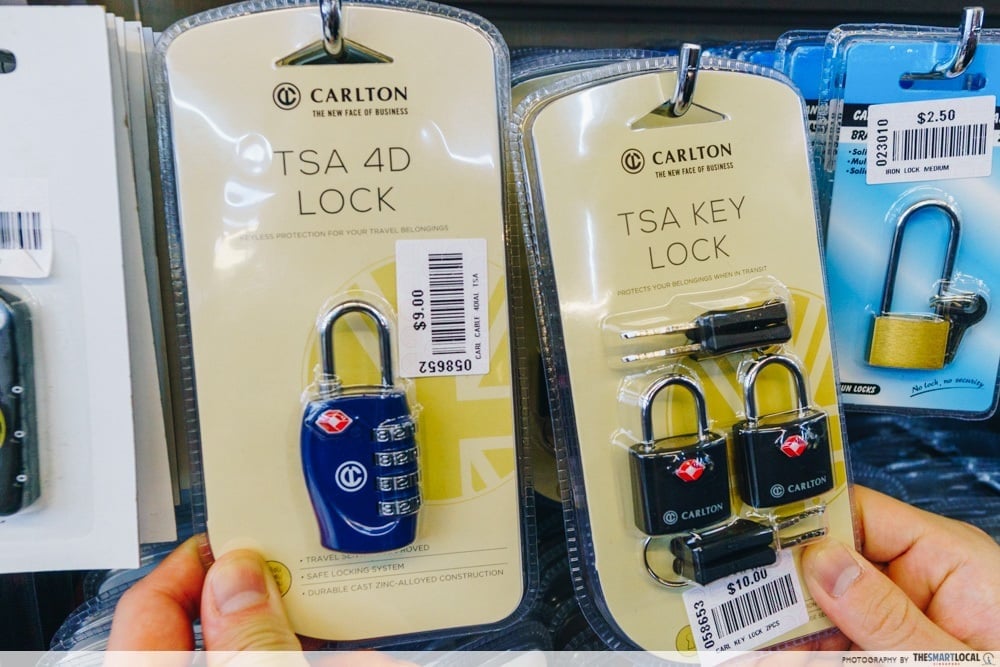 CARLTON
THE NEW FACE OF BUSINESS
TSA 4D
LOCK
KEYLESS PROTECTION FOR YOUR TRAVEL BELONGINGS
$9.00
058652
CARL CABLE 4DIAL TSA
• TRAVEL
• SAFE LOCKING SYSTEM
• DURABLE CAST ZINC-ALLOYED CONSTRUCTION
CARLTON
THE NEW FACE OF BUSINESS
TSA KEY
LOCK
PROTECTS YOUR BELONGINGS WHEN IN TRANSIT
CARLTON
CARLTON
$10.00
058653
CARL KEY LOCK 2PCS
$2.50
023010
IRON LOCK MEDIUM
No lock, no security
PHOTOGRAPHY BY THESMARTLOCAL